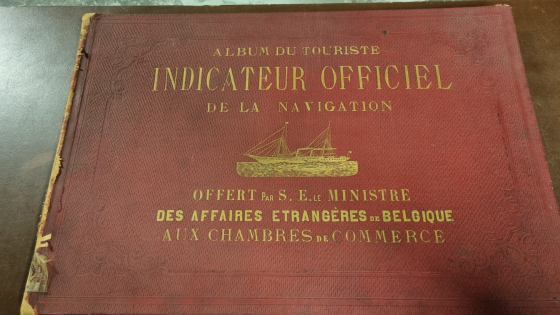 ALBUM DU TOURISTE
INDICATEUR OFFICIEL
DE LA NAVIGATION
OFFERT PAR S. E. LE MINISTRE
DES AFFAIRES ETRANGÈRES DE BELGIQUE
AUX CHAMBRES DE COMMERCE